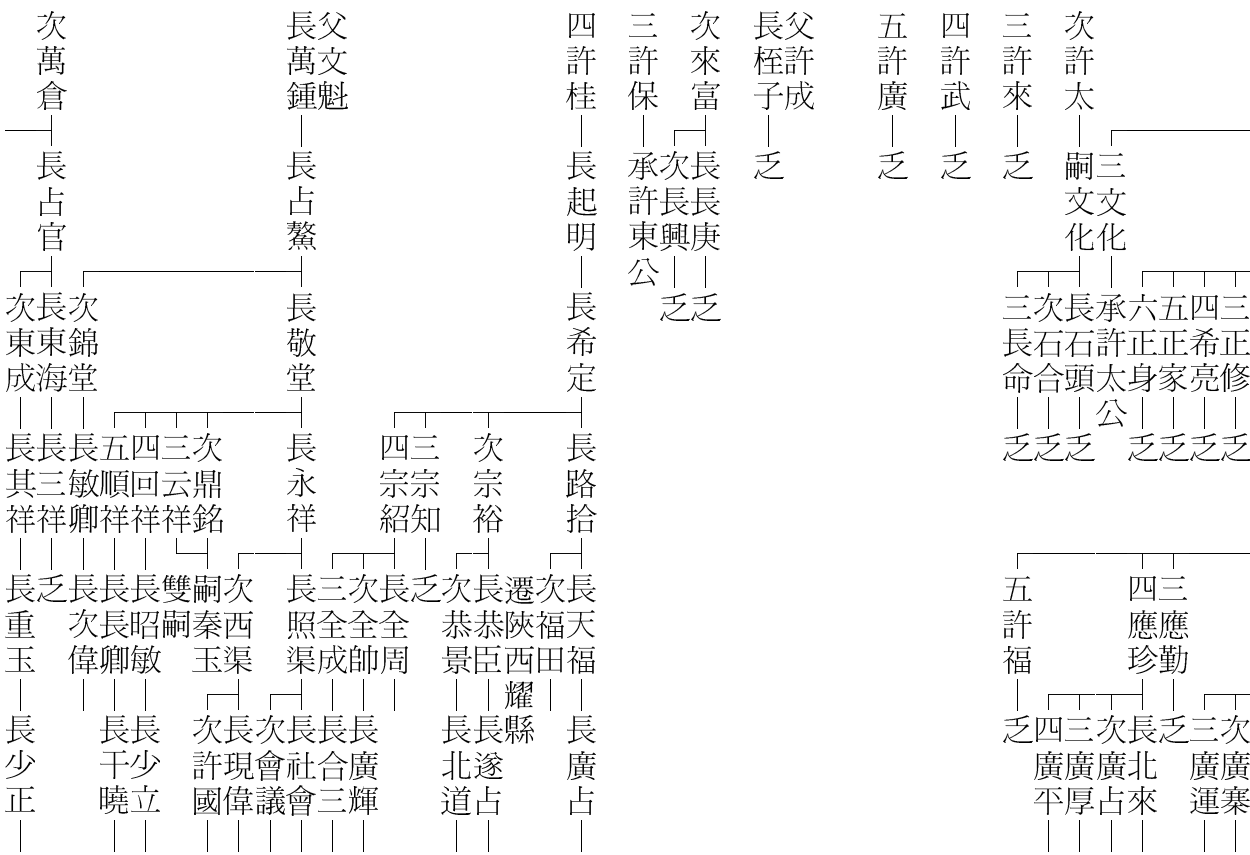 次許太
三許來
四許武
五許廣
父許成
長桎子
次來富
三許保
四許桂
父文魁
長萬鍾
次萬倉
三文化
嗣文化
乏
乏
乏
乏
長長庚
次長興
承許東公
長起明
長占鰲
長占官
三正修
四希亮
五正家
六正身
承許太公
長石頭
次石合
三長命
乏
乏
長希定
長敬堂
次錦堂
長東海
次東成
乏
乏
乏
乏
乏
乏
乏
長路拾
次宗裕
三宗知
四宗紹
長永祥
次鼎銘
三云祥
四回祥
五順祥
長敏卿
長三祥
長其祥
三應勤
四應珍
五許福
長天福
次福田
遷陝西耀縣
長恭臣
次恭景
乏
長全周
次全帥
三全成
長照渠
次西渠
嗣秦玉
雙嗣
長昭敏
長長卿
長次偉
乏
長重玉
次廣寨
三廣運
乏
長北來
次廣占
三廣厚
四廣平
乏
長廣占
長遂占
長北道
長廣輝
長合三
長社會
次會議
長現偉
次許國
長少立
長干曉
長少正